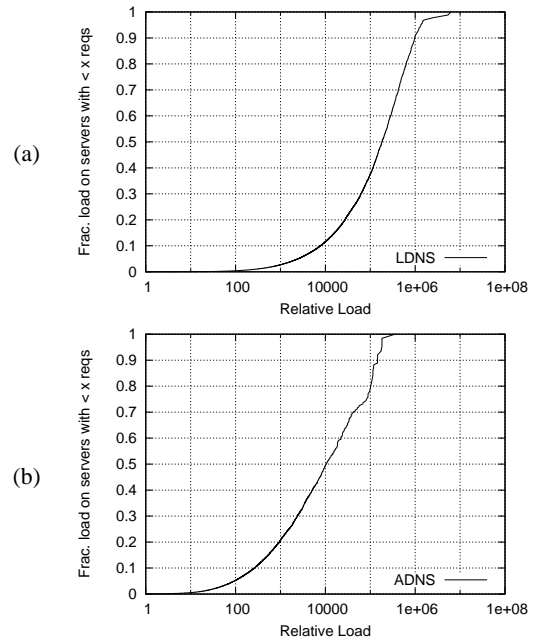 (a)
Frac. load on servers with < x reqs
1
0.9
0.8
0.7
0.6
0.5
0.4
0.3
0.2
0.1
0
LDNS
1 100 10000 1e+06 1e+08
Relative Load
(b)
Frac. load on servers with < x reqs
1
0.9
0.8
0.7
0.6
0.5
0.4
0.3
0.2
0.1
0
ADNS
1 100 10000 1e+06 1e+08
Relative Load